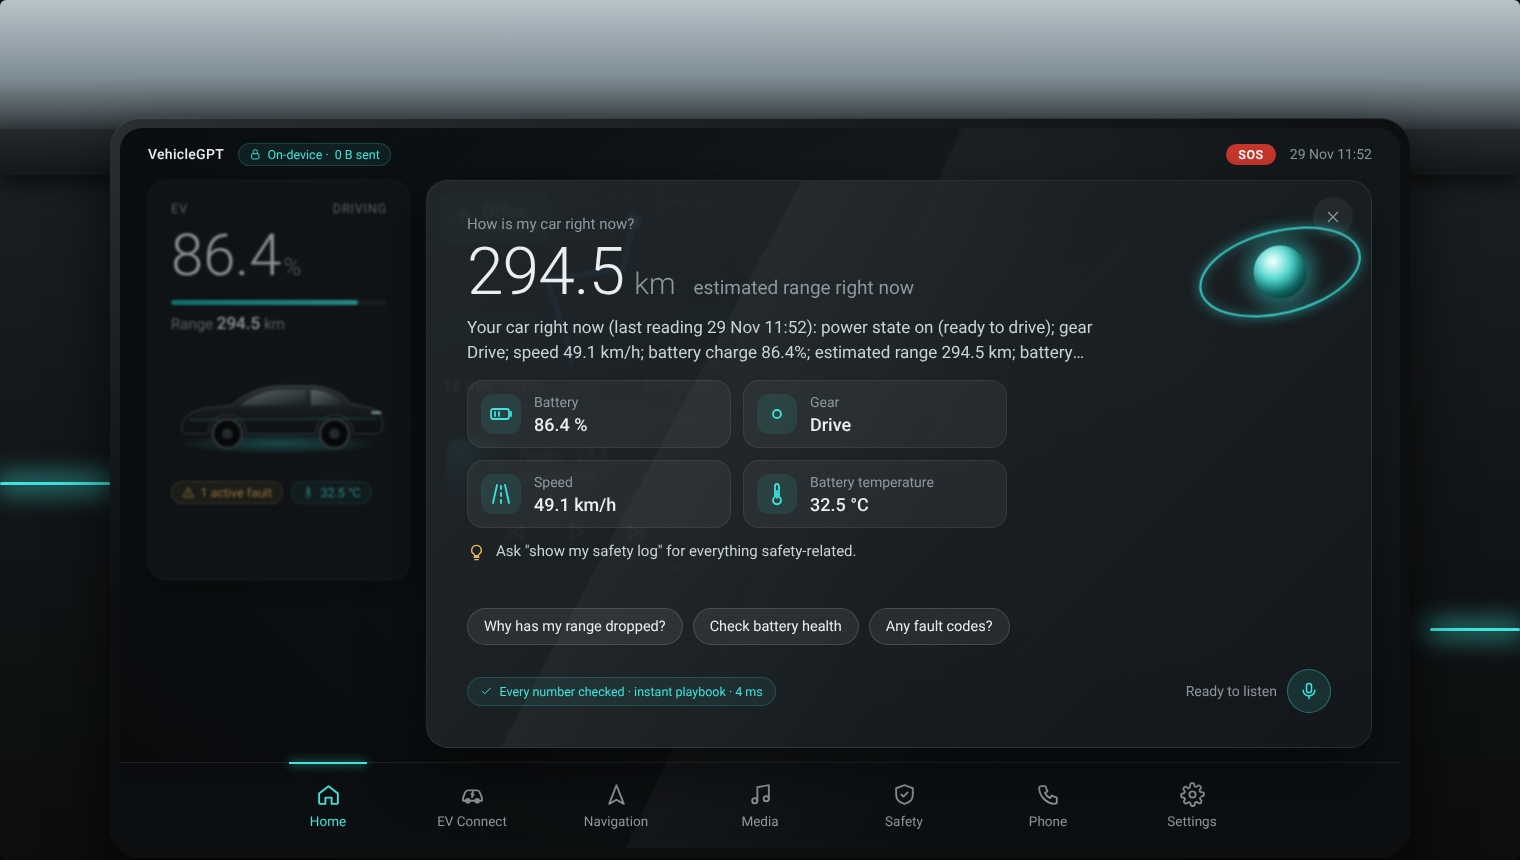 VehicleGPT
On-device · 0 B sent
SOS
29 Nov 11:52
EV
DRIVING
86.4%
Range 294.5 km
1 active fault
32.5 °C
How is my car right now?
294.5 km estimated range right now
Your car right now (last reading 29 Nov 11:52): power state on (ready to drive); gear
Drive; speed 49.1 km/h; battery charge 86.4%; estimated range 294.5 km; battery…
Battery
86.4 %
Gear
Drive
Speed
49.1 km/h
Battery temperature
32.5 °C
Ask "show my safety log" for everything safety-related.
Why has my range dropped?
Check battery health
Any fault codes?
Every number checked · instant playbook · 4 ms
Ready to listen
Home
EV Connect
Navigation
Media
Safety
Phone
Settings